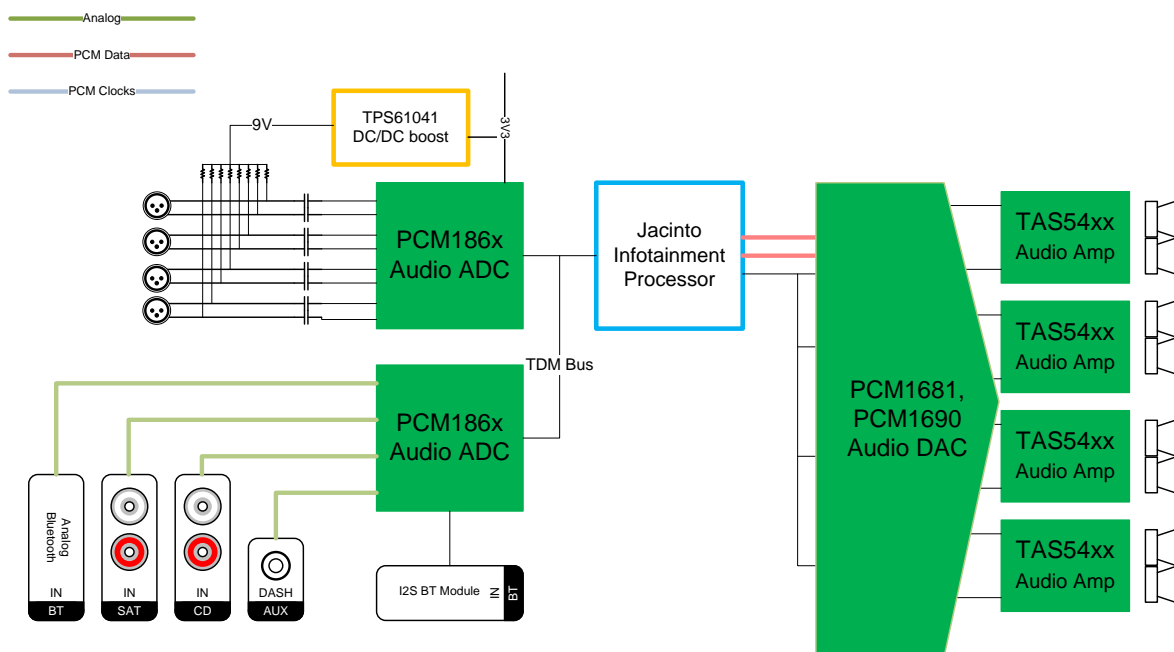 Analog
PCM Data
PCM Clocks
9V
TPS61041
DC/DC boost
3V3
PCM186x
Audio ADC
Jacinto
Infotainment
Processor
TDM Bus
PCM186x
Audio ADC
PCM1681,
PCM1690
Audio DAC
TAS54xx
Audio Amp
TAS54xx
Audio Amp
TAS54xx
Audio Amp
TAS54xx
Audio Amp
Analog
Bluetooth
IN
BT
IN
SAT
IN
CD
DASH
AUX
I2S BT Module
IN
BT